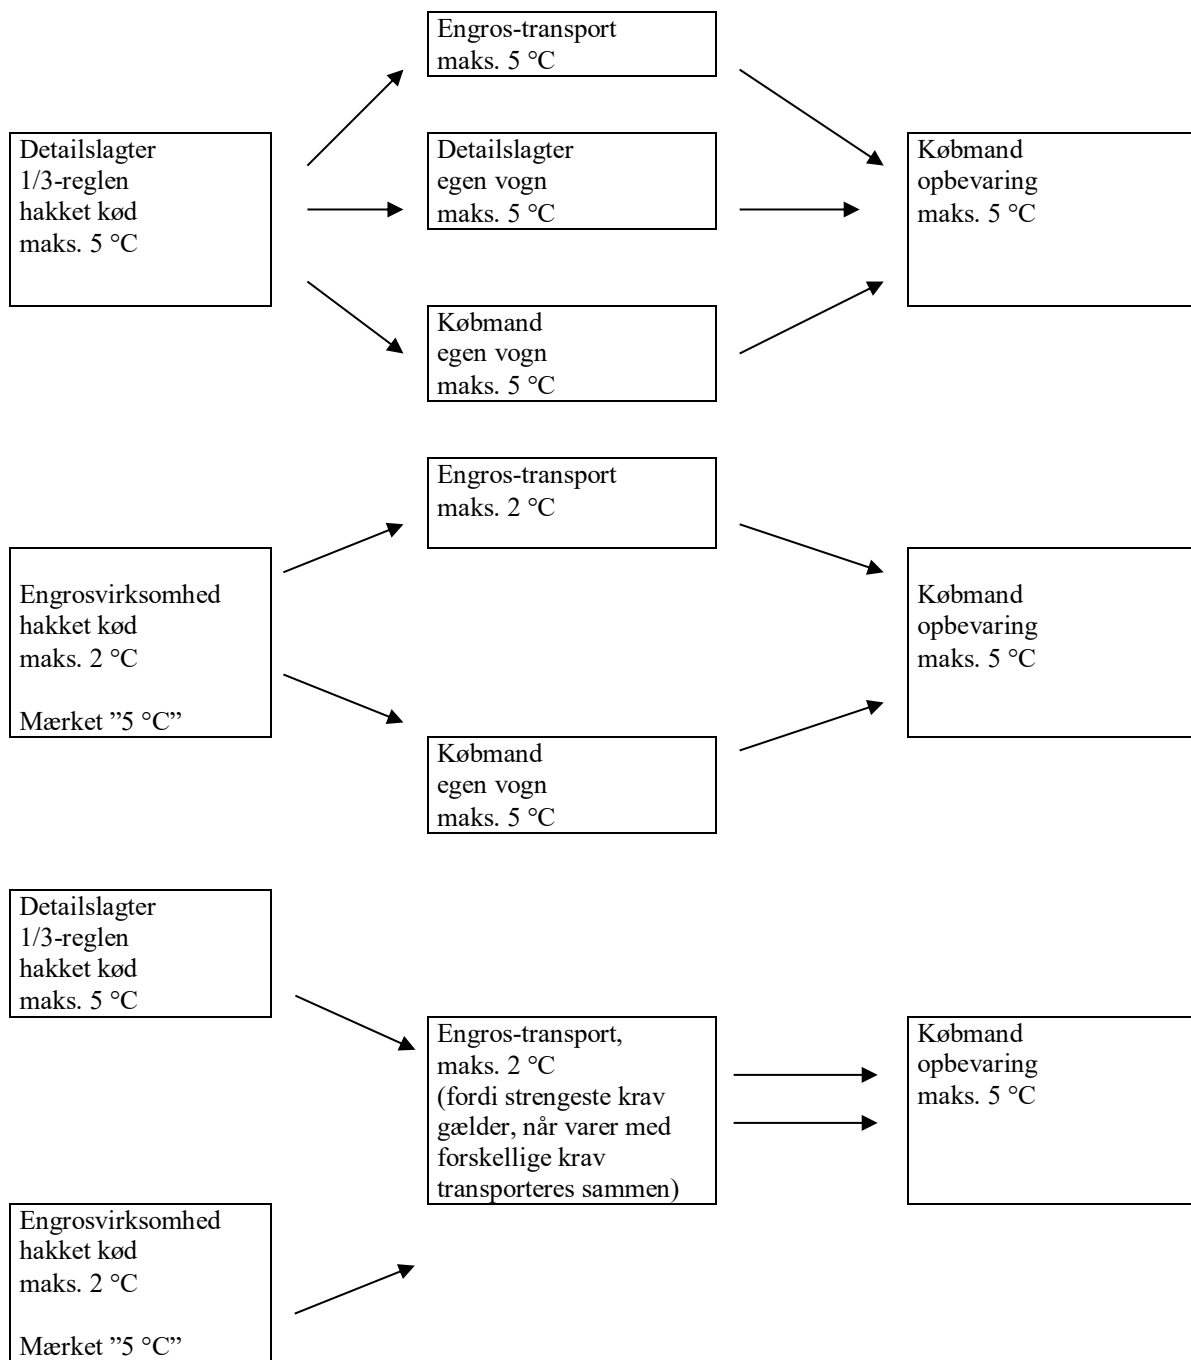 Engros-transport
maks. 5 °C
Detailslagter
1/3-reglen
hakket kød
maks. 5 °C
Detailslagter
egen vogn
maks. 5 °C
Købmand
opbevaring
maks. 5 °C
Købmand
egen vogn
maks. 5 °C
Engros-transport
maks. 2 °C
Engrosvirksomhed
hakket kød
maks. 2 °C
Mærket ”5 °C”
Købmand
opbevaring
maks. 5 °C
Købmand
egen vogn
maks. 5 °C
Detailslagter
1/3-reglen
hakket kød
maks. 5 °C
Engros-transport,
maks. 2 °C
(fordi strengeste krav
gælder, når varer med
forskellige krav
transporteres sammen)
Købmand
opbevaring
maks. 5 °C
Engrosvirksomhed
hakket kød
maks. 2 °C
Mærket ”5 °C”